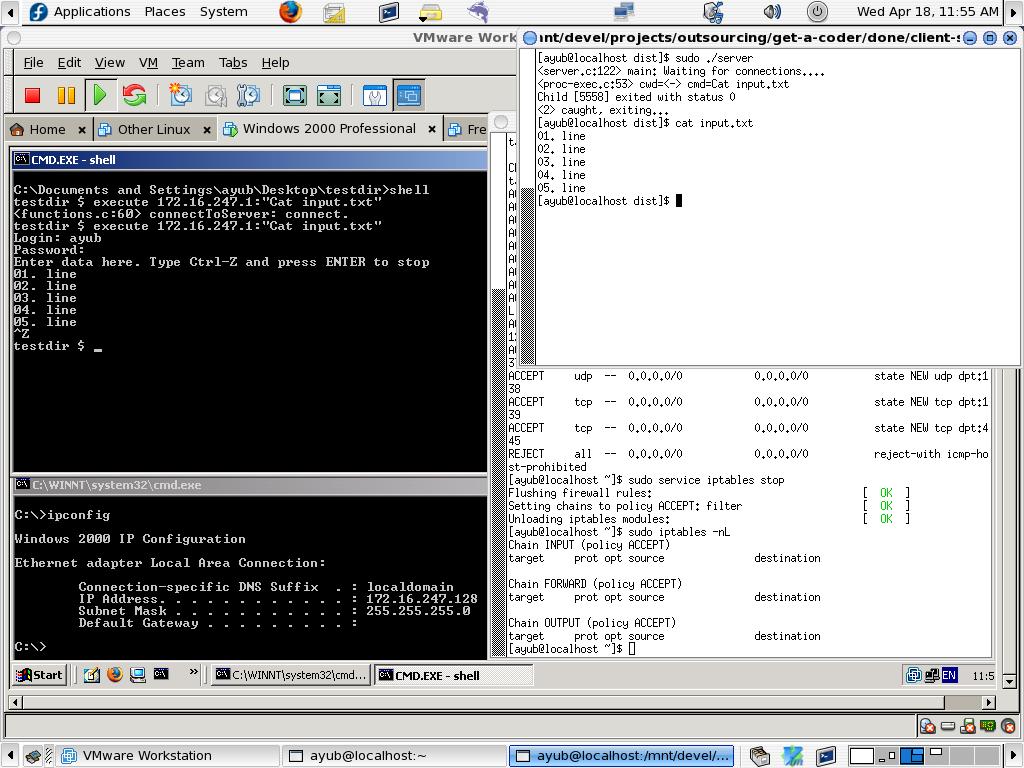 Applications Places System
Wed Apr 18, 11:55 AM
VMware Work
nt/devel/projects/outsourcing/get-a-coder/done/client-s
File Edit View VM Team Tabs Help
Home
Other Linux
Windows 2000 Professional
Fre
CMD.EXE - shell
C:\Documents and Settings\ayub\Desktop\testdir>shell
testdir $ execute 172.16.247.1:"Cat input.txt"
<functions.c:60> connectToServer: connect.
testdir $ execute 172.16.247.1:"Cat input.txt"
Login: ayub
Password:
Enter data here. Type Ctrl-Z and press ENTER to stop
01. line
02. line
03. line
04. line
05. line
^Z
testdir $
C:\WINNT\system32\cmd.exe
C:\>ipconfig
Windows 2000 IP Configuration
Ethernet adapter Local Area Connection:
Connection-specific DNS Suffix . : localdomain
IP Address. . . . . . . . . . . . : 172.16.247.128
Subnet Mask . . . . . . . . . . . : 255.255.255.0
Default Gateway . . . . . . . . . :
C:\>
[ayub@localhost dist]$ sudo ./server
<server.c:122> main: Waiting for connections....
<proc-exec.c:53> cwd=<-> cmd=Cat input.txt
Child [5558] exited with status 0
<2> caught, exiting...
[ayub@localhost dist]$ cat input.txt
01. line
02. line
03. line
04. line
05. line
[ayub@localhost dist]$
ACCEPT udp -- 0.0.0.0/0 0.0.0.0/0 state NEW udp dpt:1
38
ACCEPT tcp -- 0.0.0.0/0 0.0.0.0/0 state NEW tcp dpt:1
39
ACCEPT tcp -- 0.0.0.0/0 0.0.0.0/0 state NEW tcp dpt:4
45
REJECT all -- 0.0.0.0/0 0.0.0.0/0 reject-with icmp-ho
st-prohibited
[ayub@localhost ~]$ sudo service iptables stop
Flushing firewall rules: [ OK ]
Setting chains to policy ACCEPT: filter [ OK ]
Unloading iptables modules: [ OK ]
[ayub@localhost ~]$ sudo iptables -nL
Chain INPUT (policy ACCEPT)
target prot opt source destination
Chain FORWARD (policy ACCEPT)
target prot opt source destination
Chain OUTPUT (policy ACCEPT)
target prot opt source destination
[ayub@localhost ~]$
Start
C:\WINNT\system32\cmd...
CMD.EXE - shell
EN
11:5
VMware Workstation
ayub@localhost:~
ayub@localhost:/mnt/devel/...